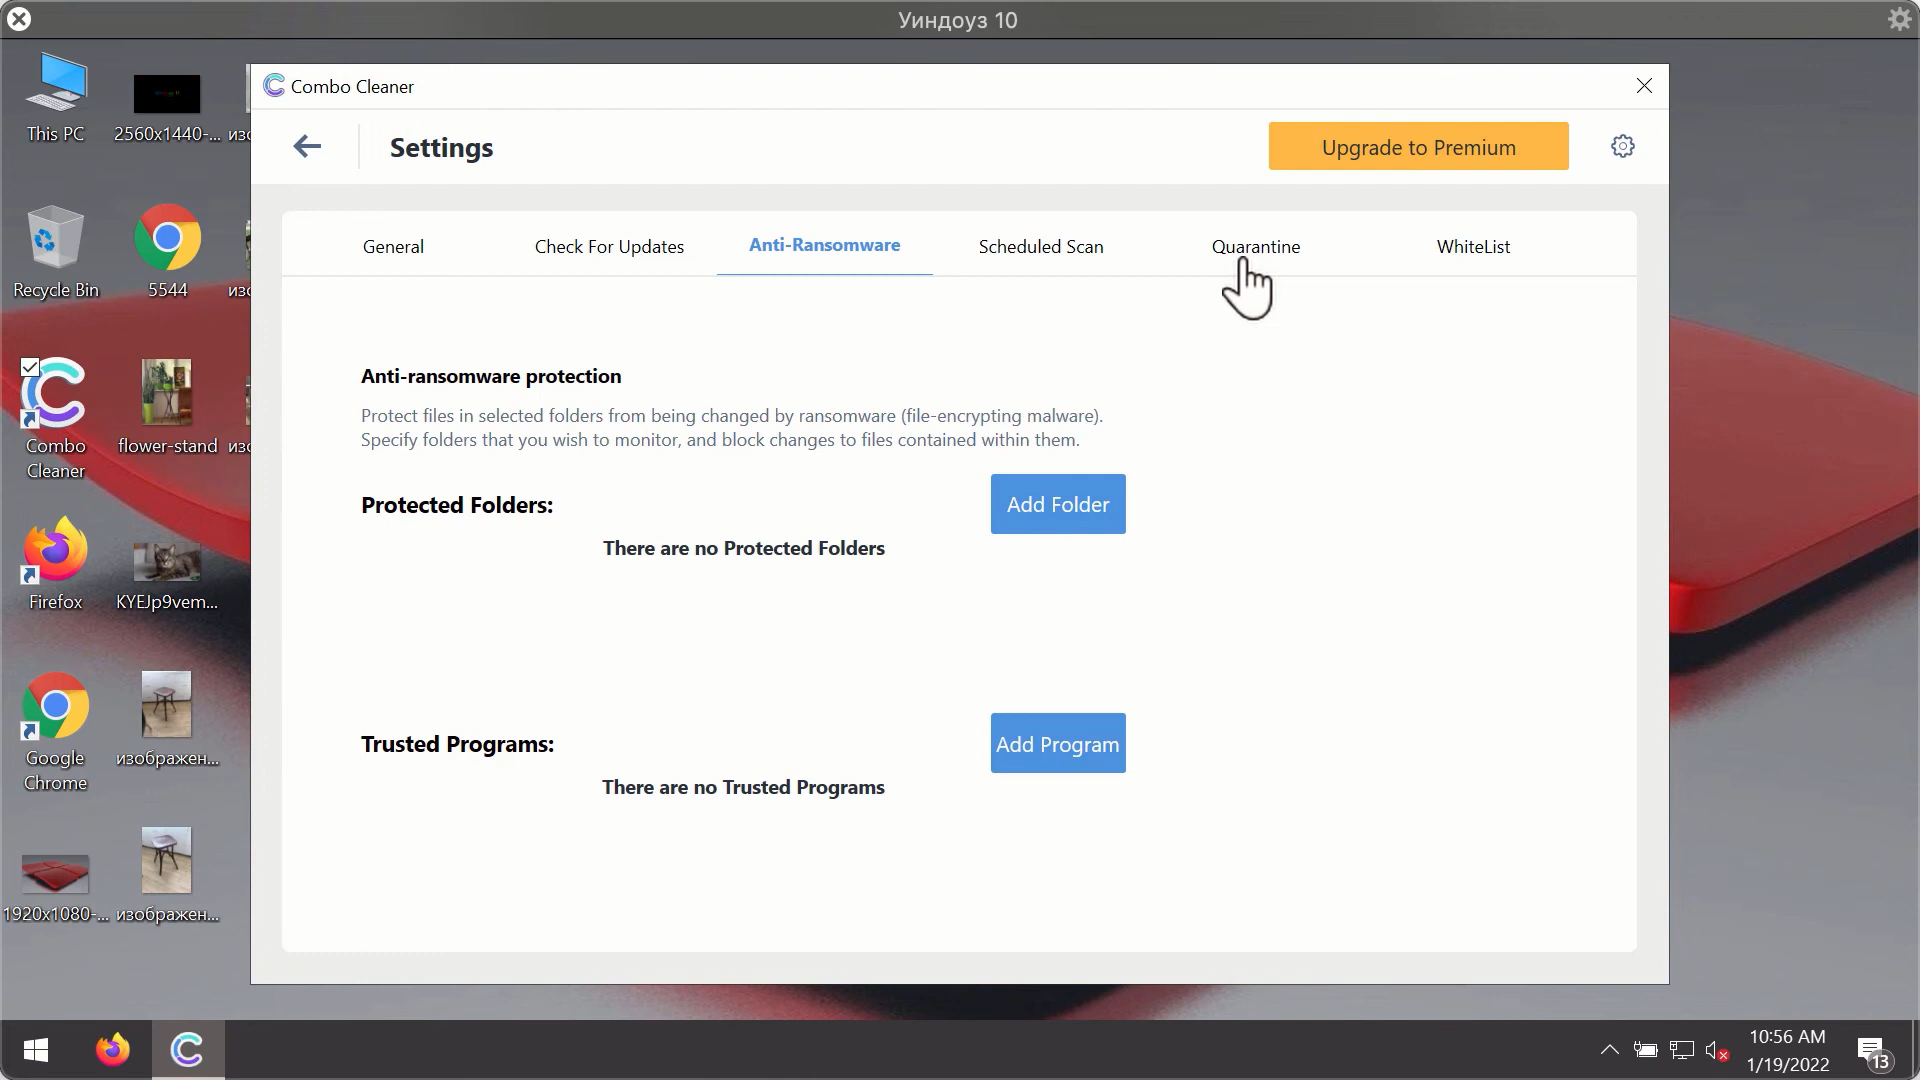 Уиндоуз 10
Combo Cleaner
Settings
Upgrade to Premium
General
Check For Updates
Anti-Ransomware
Scheduled Scan
Quarantine
WhiteList
Anti-ransomware protection
Protect files in selected folders from being changed by ransomware (file-encrypting malware).
Specify folders that you wish to monitor, and block changes to files contained within them.
Protected Folders:
Add Folder
There are no Protected Folders
Trusted Programs:
Add Program
There are no Trusted Programs
This PC
2560x1440-...
изо
Recycle Bin
5544
изо
Combo
Cleaner
flower-stand
изо
Firefox
KYEJp9vem...
Google
Chrome
изображен...
1920x1080-...
изображен...
10:56 AM
1/19/2022
13